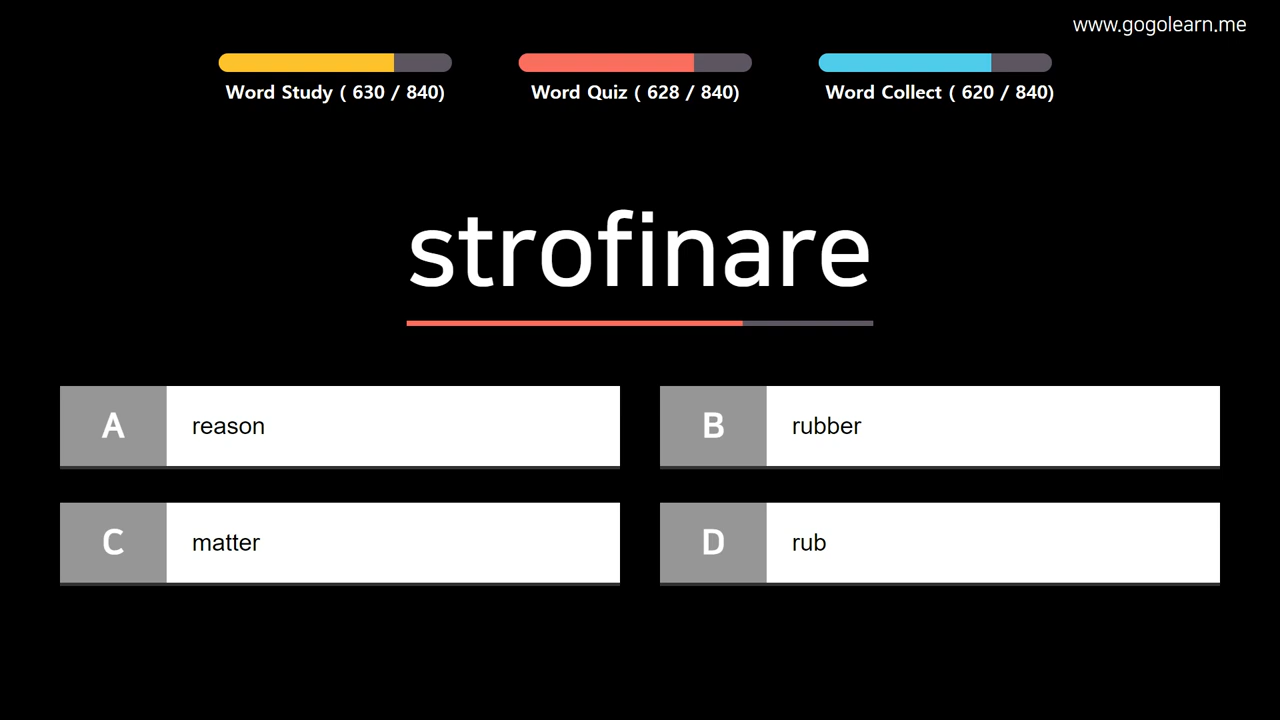 www.gogolearn.me
Word Study ( 630 / 840)
Word Quiz ( 628 / 840)
Word Collect ( 620 / 840)
strofinare
A reason
B rubber
C matter
D rub